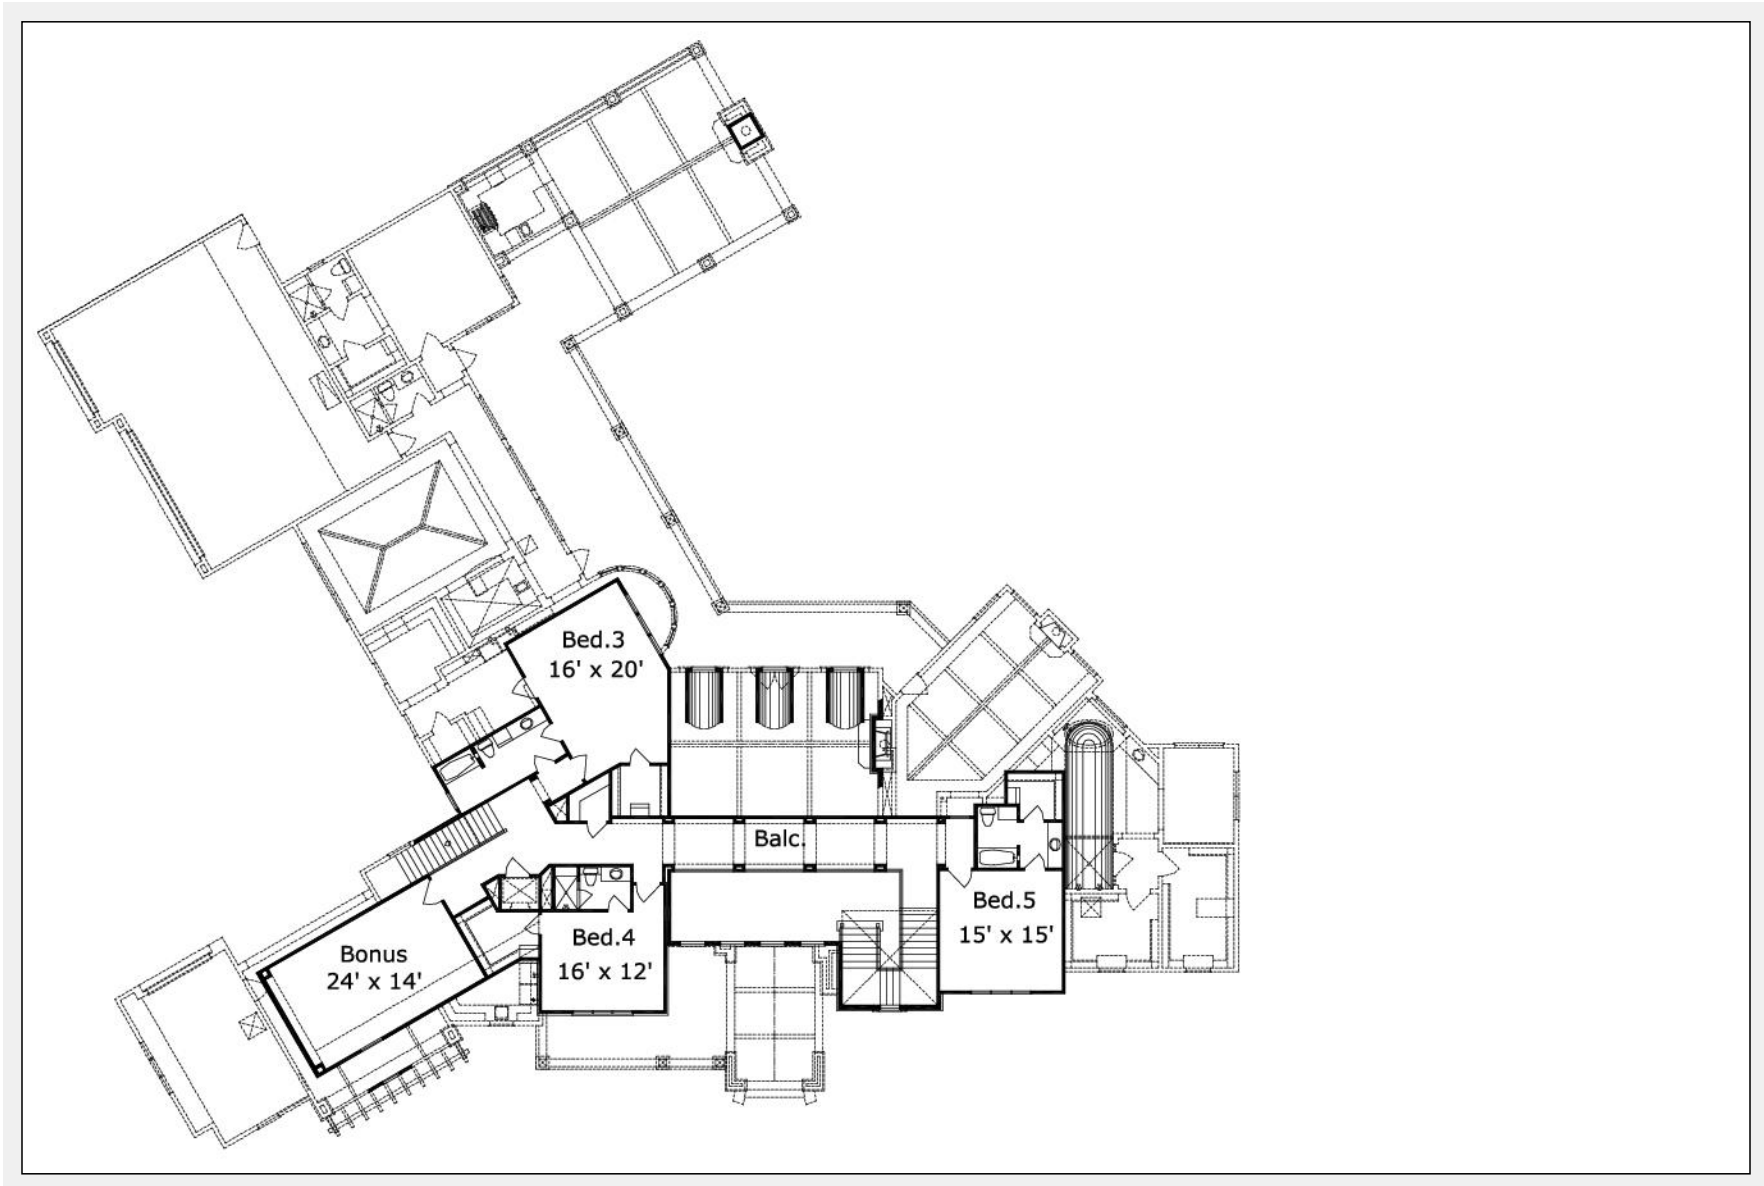 Bed.3
16' x 20'
Balc.
Bed.5
15' x 15'
Bed.4
16' x 12'
Bonus
24' x 14'